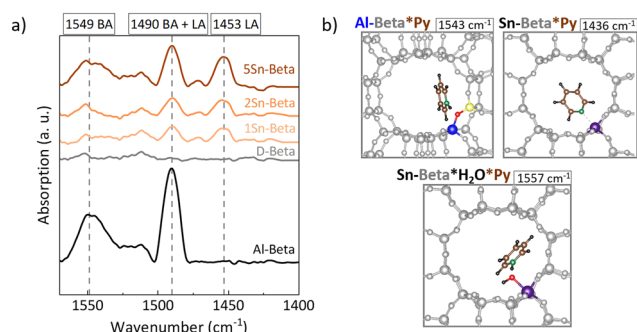 a)
1549 BA
1490 BA + LA
1453 LA
5Sn-Beta
2Sn-Beta
1Sn-Beta
D-Beta
Al-Beta
Absorption (a. u.)
1550
1500
1450
1400
Wavenumber (cm⁻¹)
b)
Al-Beta*Py 1543 cm⁻¹
Sn-Beta*Py 1436 cm⁻¹
Sn-Beta*H₂O*Py 1557 cm⁻¹